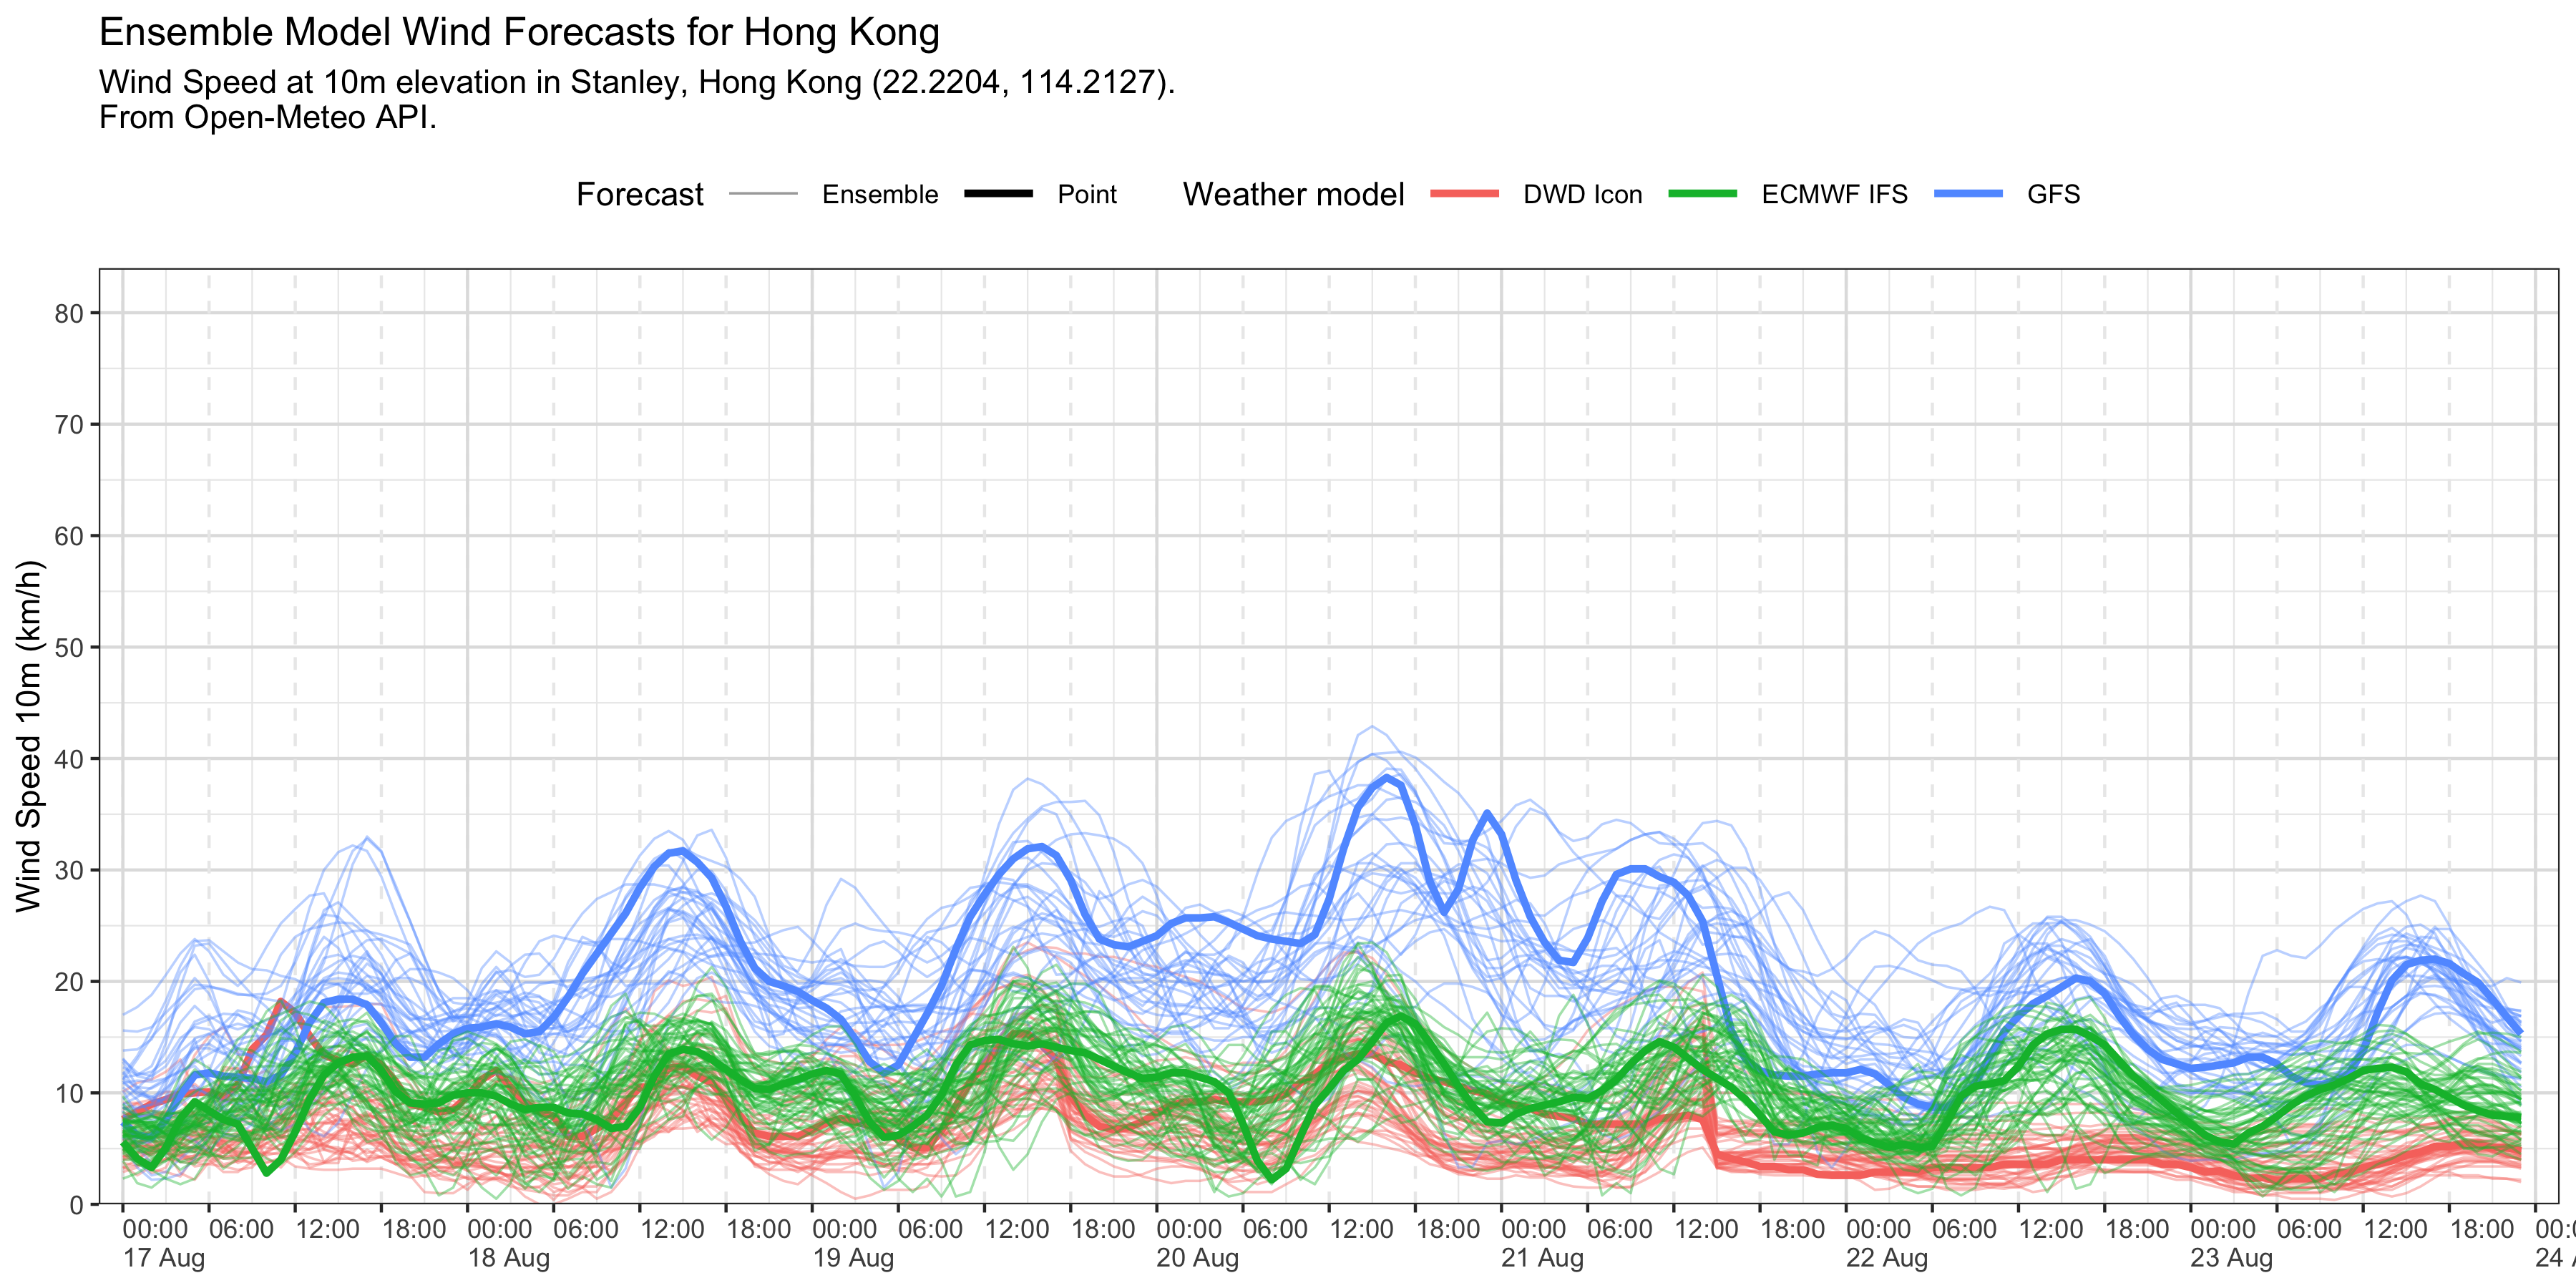 Ensemble Model Wind Forecasts for Hong Kong
Wind Speed at 10m elevation in Stanley, Hong Kong (22.2204, 114.2127).
From Open-Meteo API.
Forecast Ensemble Point Weather model DWD Icon ECMWF IFS GFS
Wind Speed 10m (km/h)
80
70
60
50
40
30
20
10
0
00:00 06:00 12:00 18:00 00:00 06:00 12:00 18:00 00:00 06:00 12:00 18:00 00:00 06:00 12:00 18:00 00:00 06:00 12:00 18:00 00:00 06:00 12:00 18:00 00:00 06:00 12:00 18:00 00:0
17 Aug 18 Aug 19 Aug 20 Aug 21 Aug 22 Aug 23 Aug 24